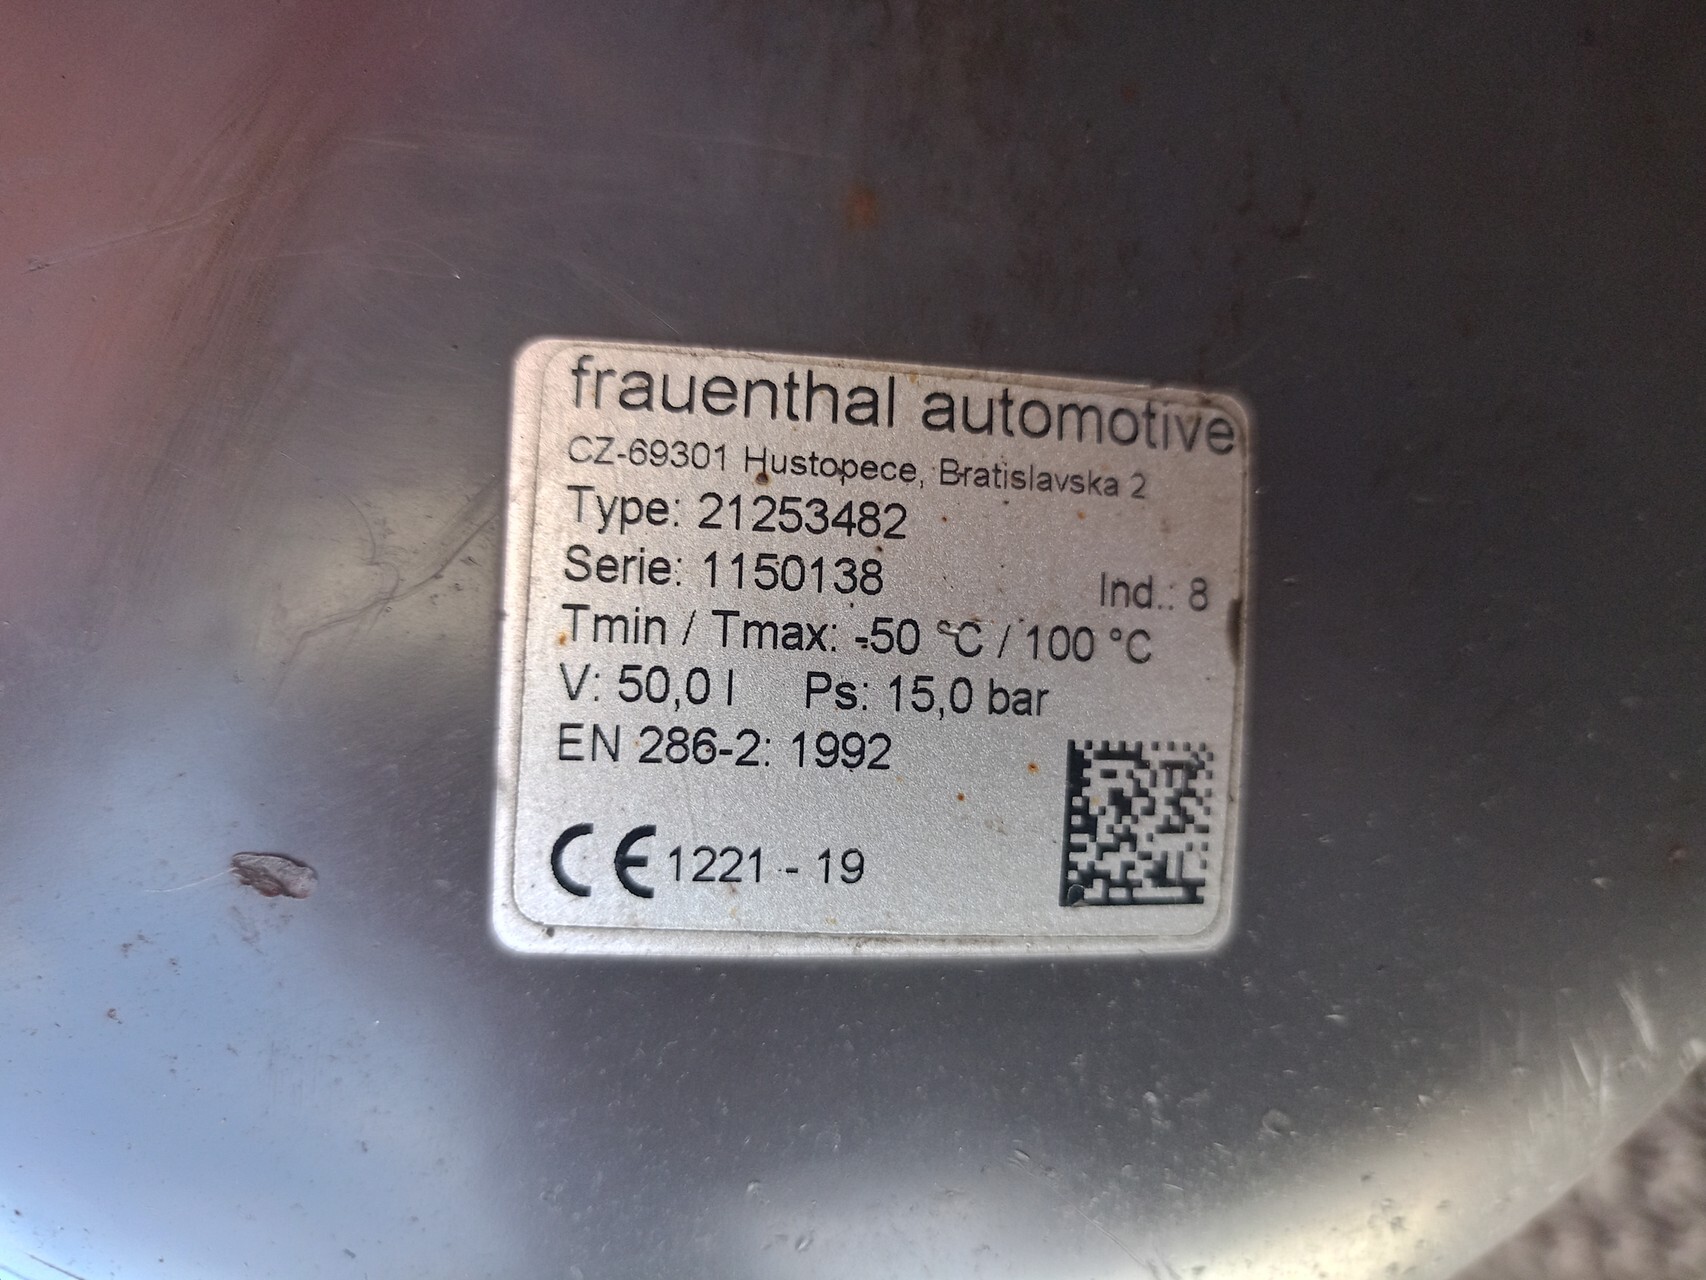 frauenthal automotive
CZ-69301 Hustopece, Bratislavska 2
Type: 21253482
Serie: 1150138 Ind.: 8
Tmin / Tmax: -50 °C / 100 °C
V: 50,0 l Ps: 15,0 bar
EN 286-2: 1992
CE 1221 - 19